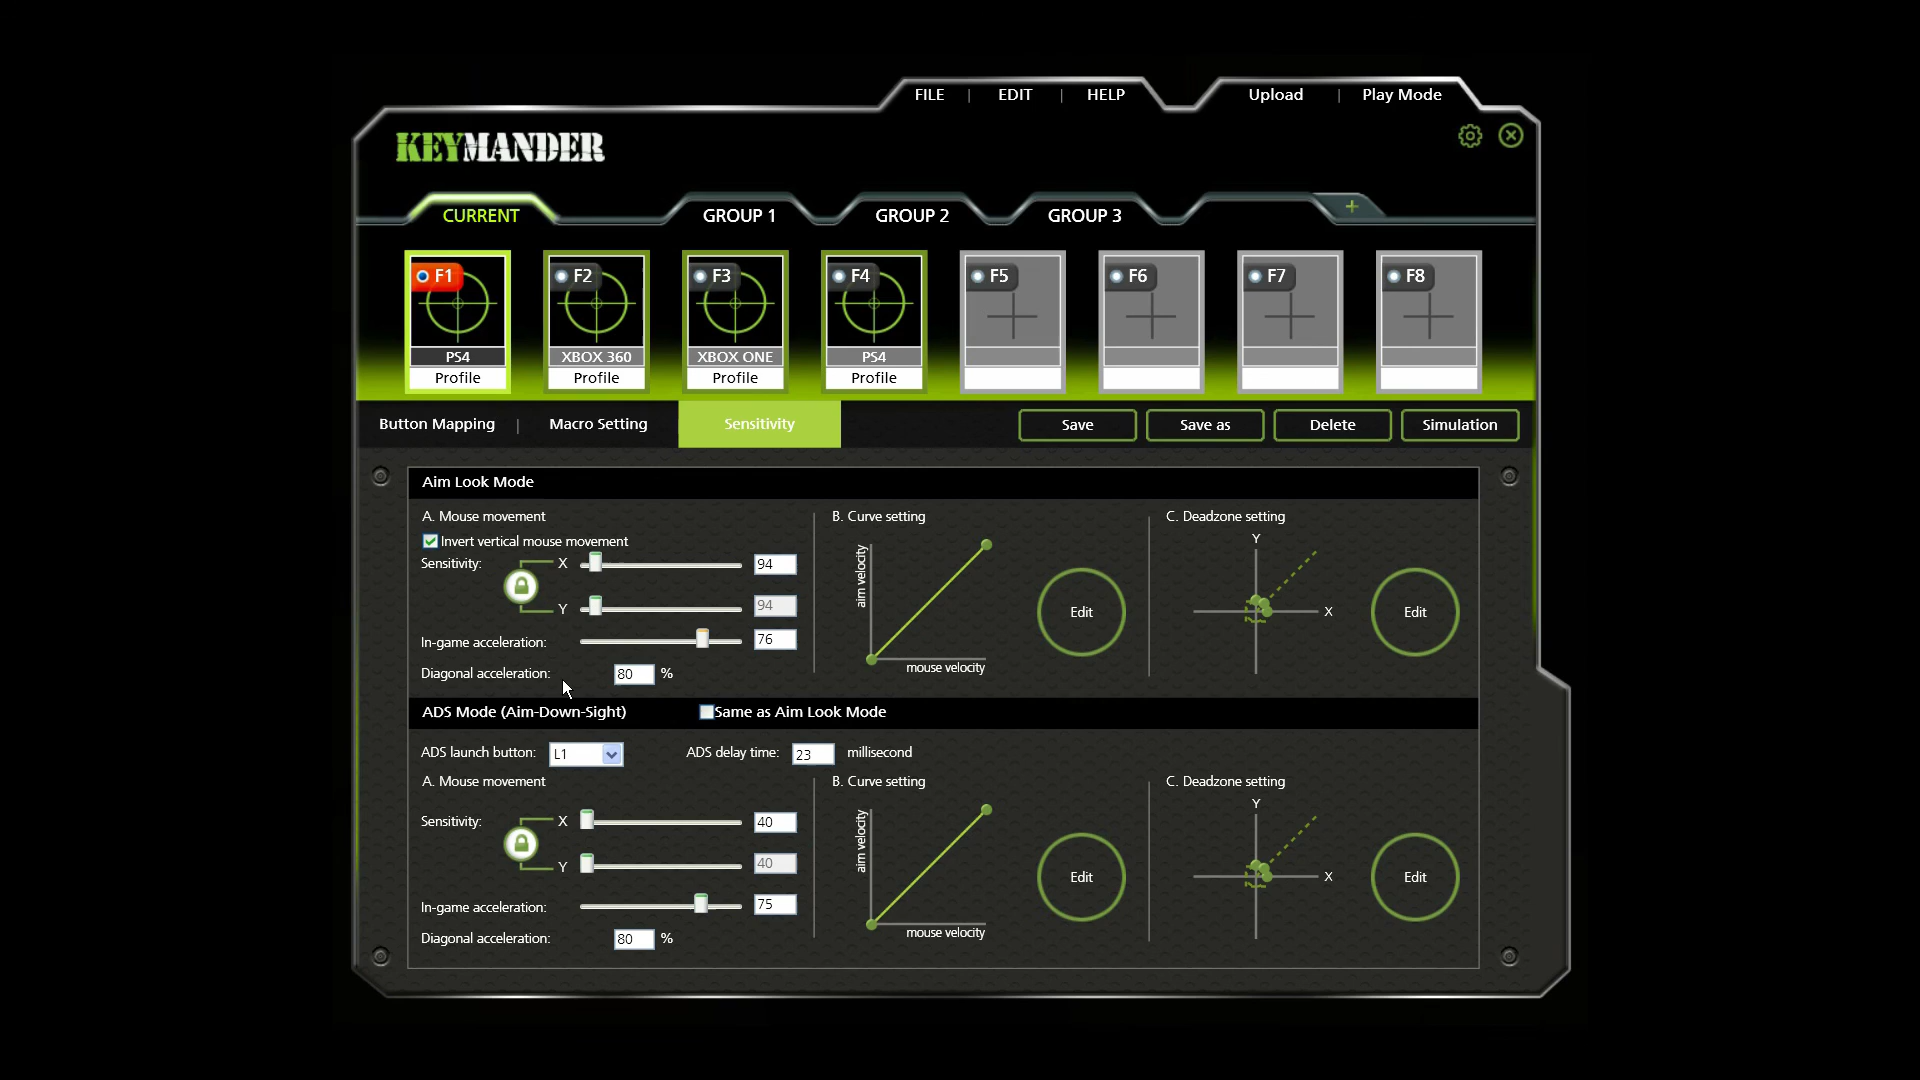 FILE | EDIT | HELP
Upload | Play Mode
KEYMANDER
CURRENT GROUP 1 GROUP 2 GROUP 3 +
F1 F2 F3 F4 F5 F6 F7 F8
PS4 XBOX 360 XBOX ONE PS4
Profile Profile Profile Profile
Button Mapping | Macro Setting Sensitivity Save Save as Delete Simulation
Aim Look Mode
A. Mouse movement
Invert vertical mouse movement
Sensitivity: X 94
Y 94
In-game acceleration: 76
Diagonal acceleration: 80 %
B. Curve setting
aim velocity
mouse velocity
Edit
C. Deadzone setting
Y
X
Edit
ADS Mode (Aim-Down-Sight) Same as Aim Look Mode
ADS launch button: L1 ADS delay time: 23 millisecond
A. Mouse movement
Sensitivity: X 40
Y 40
In-game acceleration: 75
Diagonal acceleration: 80 %
B. Curve setting
aim velocity
mouse velocity
Edit
C. Deadzone setting
Y
X
Edit